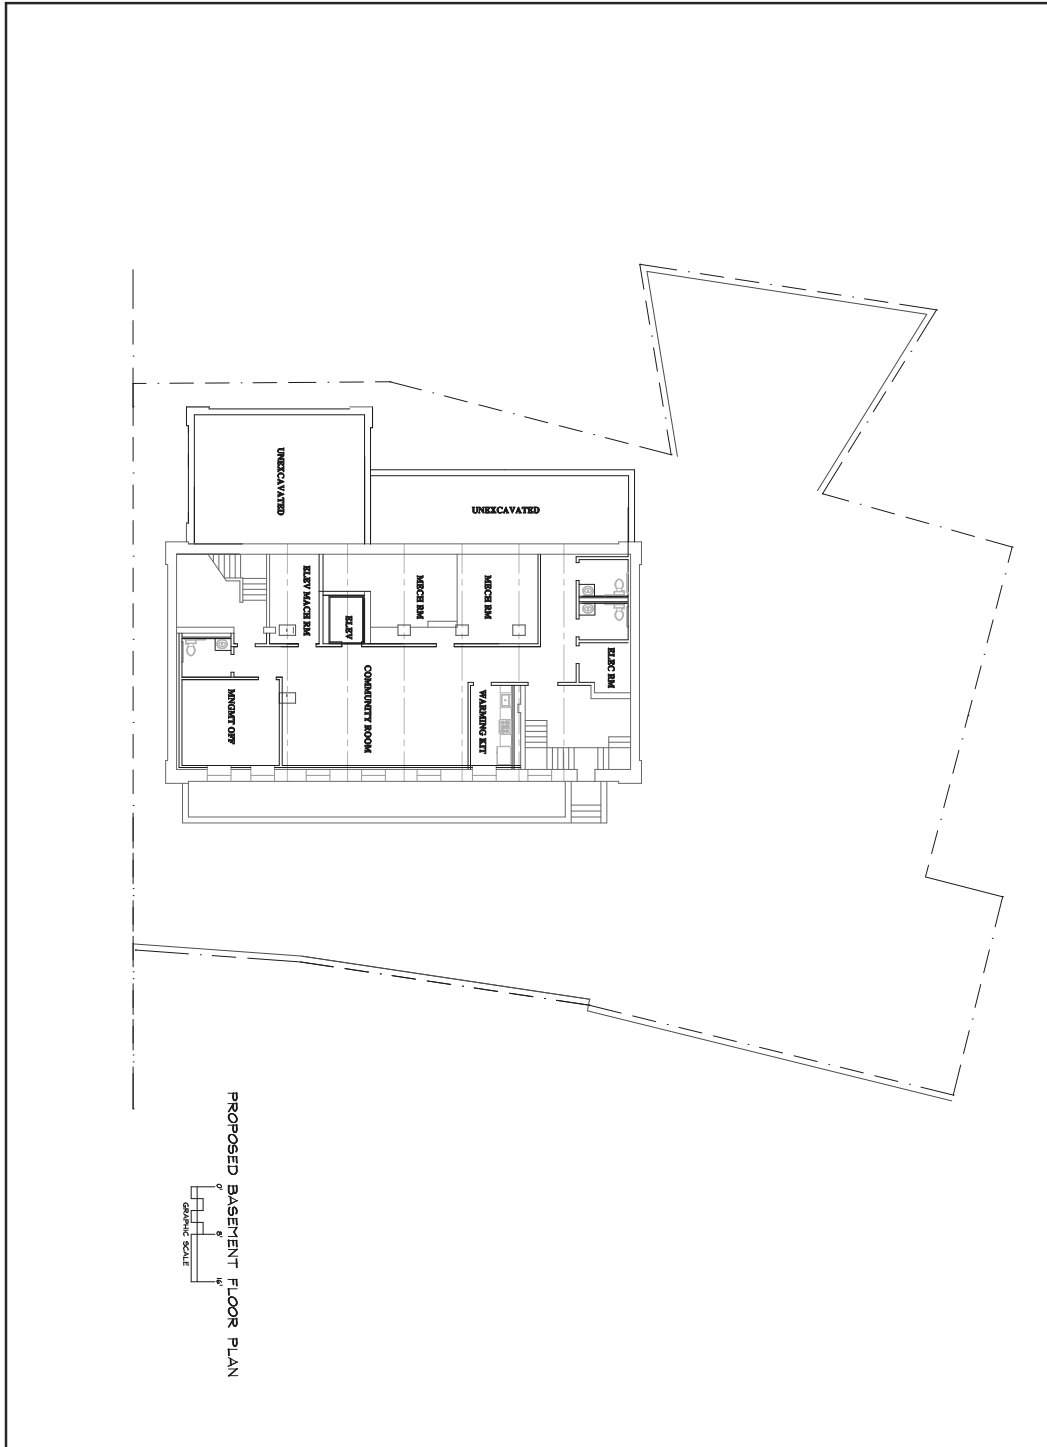 UNEXCAVATED
UNEXCAVATED
ELEV MACH RM
ELEV
MECH RM
MECH RM
ELEC RM
MNGMT OFF
COMMUNITY ROOM
WARMING KIT
PROPOSED BASEMENT FLOOR PLAN
0' 8' 16'
GRAPHIC SCALE